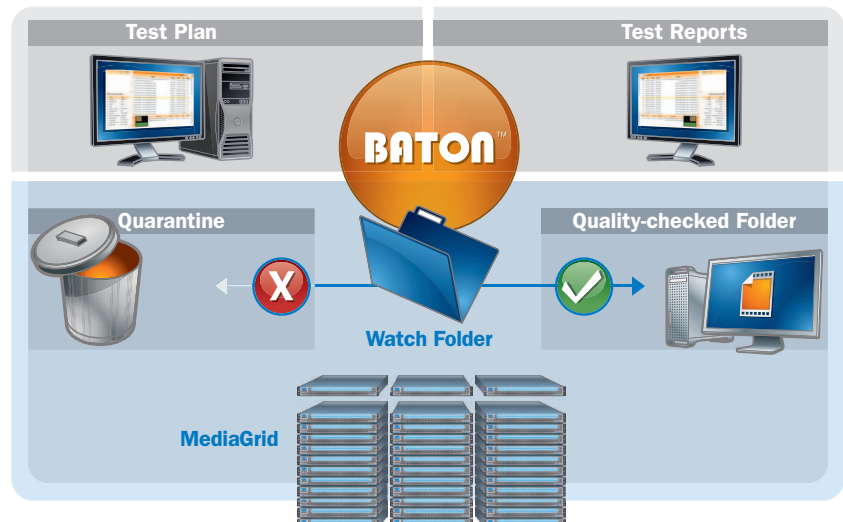 Test Plan
Test Reports
BATON™
Quarantine
Quality-checked Folder
X
Watch Folder
MediaGrid